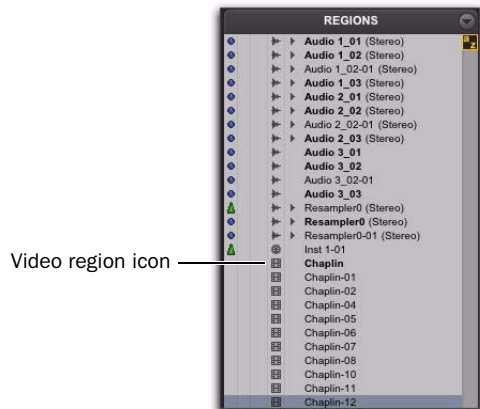 REGIONS
a z
Audio 1_01 (Stereo)
Audio 1_02 (Stereo)
Audio 1_02-01 (Stereo)
Audio 1_03 (Stereo)
Audio 2_01 (Stereo)
Audio 2_02 (Stereo)
Audio 2_02-01 (Stereo)
Audio 2_03 (Stereo)
Audio 3_01
Audio 3_02
Audio 3_02-01
Audio 3_03
Resampler0 (Stereo)
Resampler0 (Stereo)
Resampler0-01 (Stereo)
Inst 1-01
Video region icon
Chaplin
Chaplin-01
Chaplin-02
Chaplin-04
Chaplin-05
Chaplin-06
Chaplin-07
Chaplin-08
Chaplin-10
Chaplin-11
Chaplin-12